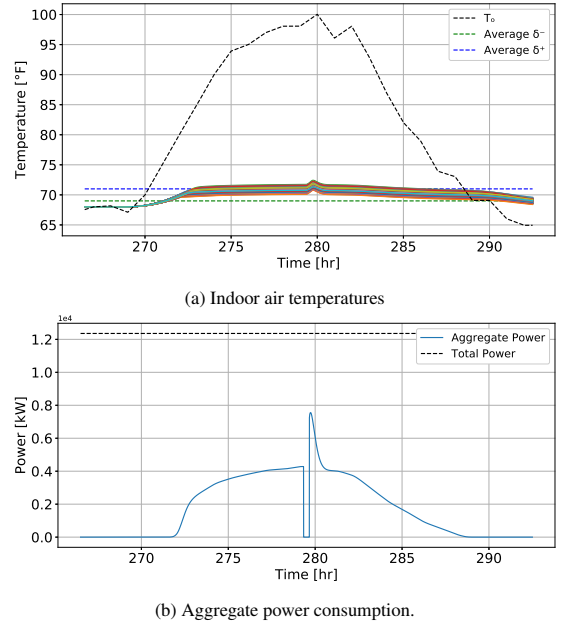 100
95
90
85
80
75
70
65
Temperature [°F]
Tₒ
Average δ⁻
Average δ⁺
270
275
280
285
290
Time [hr]
(a) Indoor air temperatures
1e4
1.2
1.0
0.8
0.6
0.4
0.2
0.0
Power [kW]
Aggregate Power
Total Power
270
275
280
285
290
Time [hr]
(b) Aggregate power consumption.